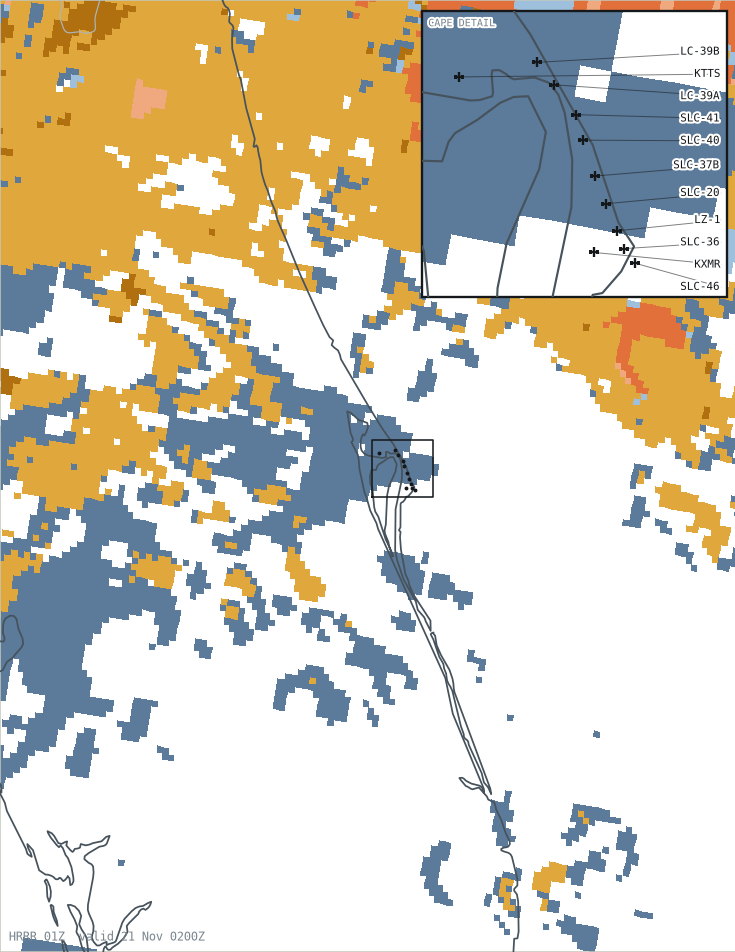 CAPE DETAIL
LC-39B
KTTS
LC-39A
SLC-41
SLC-40
SLC-37B
SLC-20
LZ-1
SLC-36
KXMR
SLC-46
HRRR 01Z valid 21 Nov 0200Z